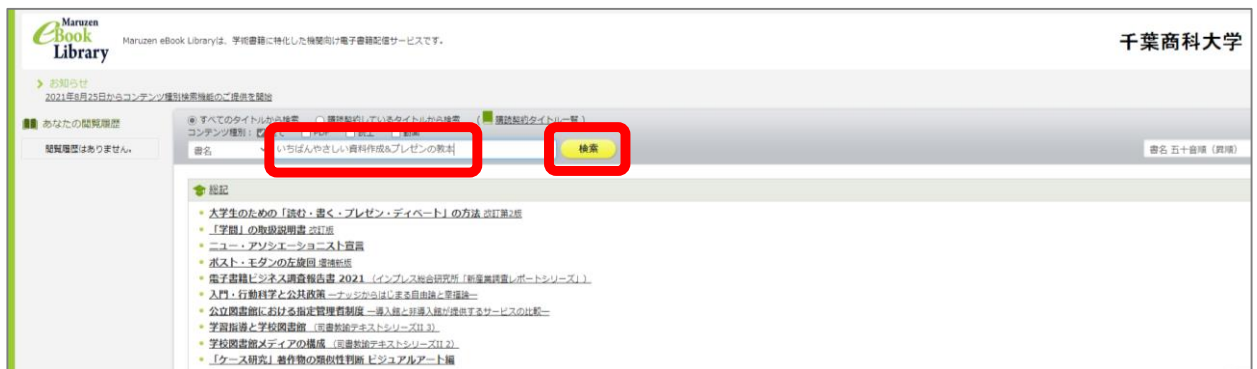 Maruzen
eBook
Library
Maruzen eBook Libraryは、学術書籍に特化した機関向け電子書籍配信サービスです。
千葉商科大学
お知らせ
2021年8月25日からコンテンツ種別検索機能のご提供を開始
あなたの閲覧履歴
閲覧履歴はありません。
すべてのタイトルから検索 購読契約しているタイトルから検索 ( 購読契約タイトル一覧 )
コンテンツ種別:
書名 いちばんやさしい資料作成&プレゼンの教本 検索 書名 五十音順 (昇順)
総記
大学生のための「読む・書く・プレゼン・ディベート」の方法 改訂第2版
「学問」の取扱説明書 改訂版
ニュー・アソシエーショニスト宣言
ポスト・モダンの左旋回 増補新版
電子書籍ビジネス調査報告書 2021 (インプレス総合研究所「新産業調査レポートシリーズ」)
入門・行動科学と公共政策 ―ナッジからはじまる自由論と幸福論―
公立図書館における指定管理者制度 ―導入館と非導入館が提供するサービスの比較―
学習指導と学校図書館 (司書教諭テキストシリーズII 3)
学校図書館メディアの構成 (司書教諭テキストシリーズII 2)
「ケース研究」著作物の類似性判断 ビジュアルアート編